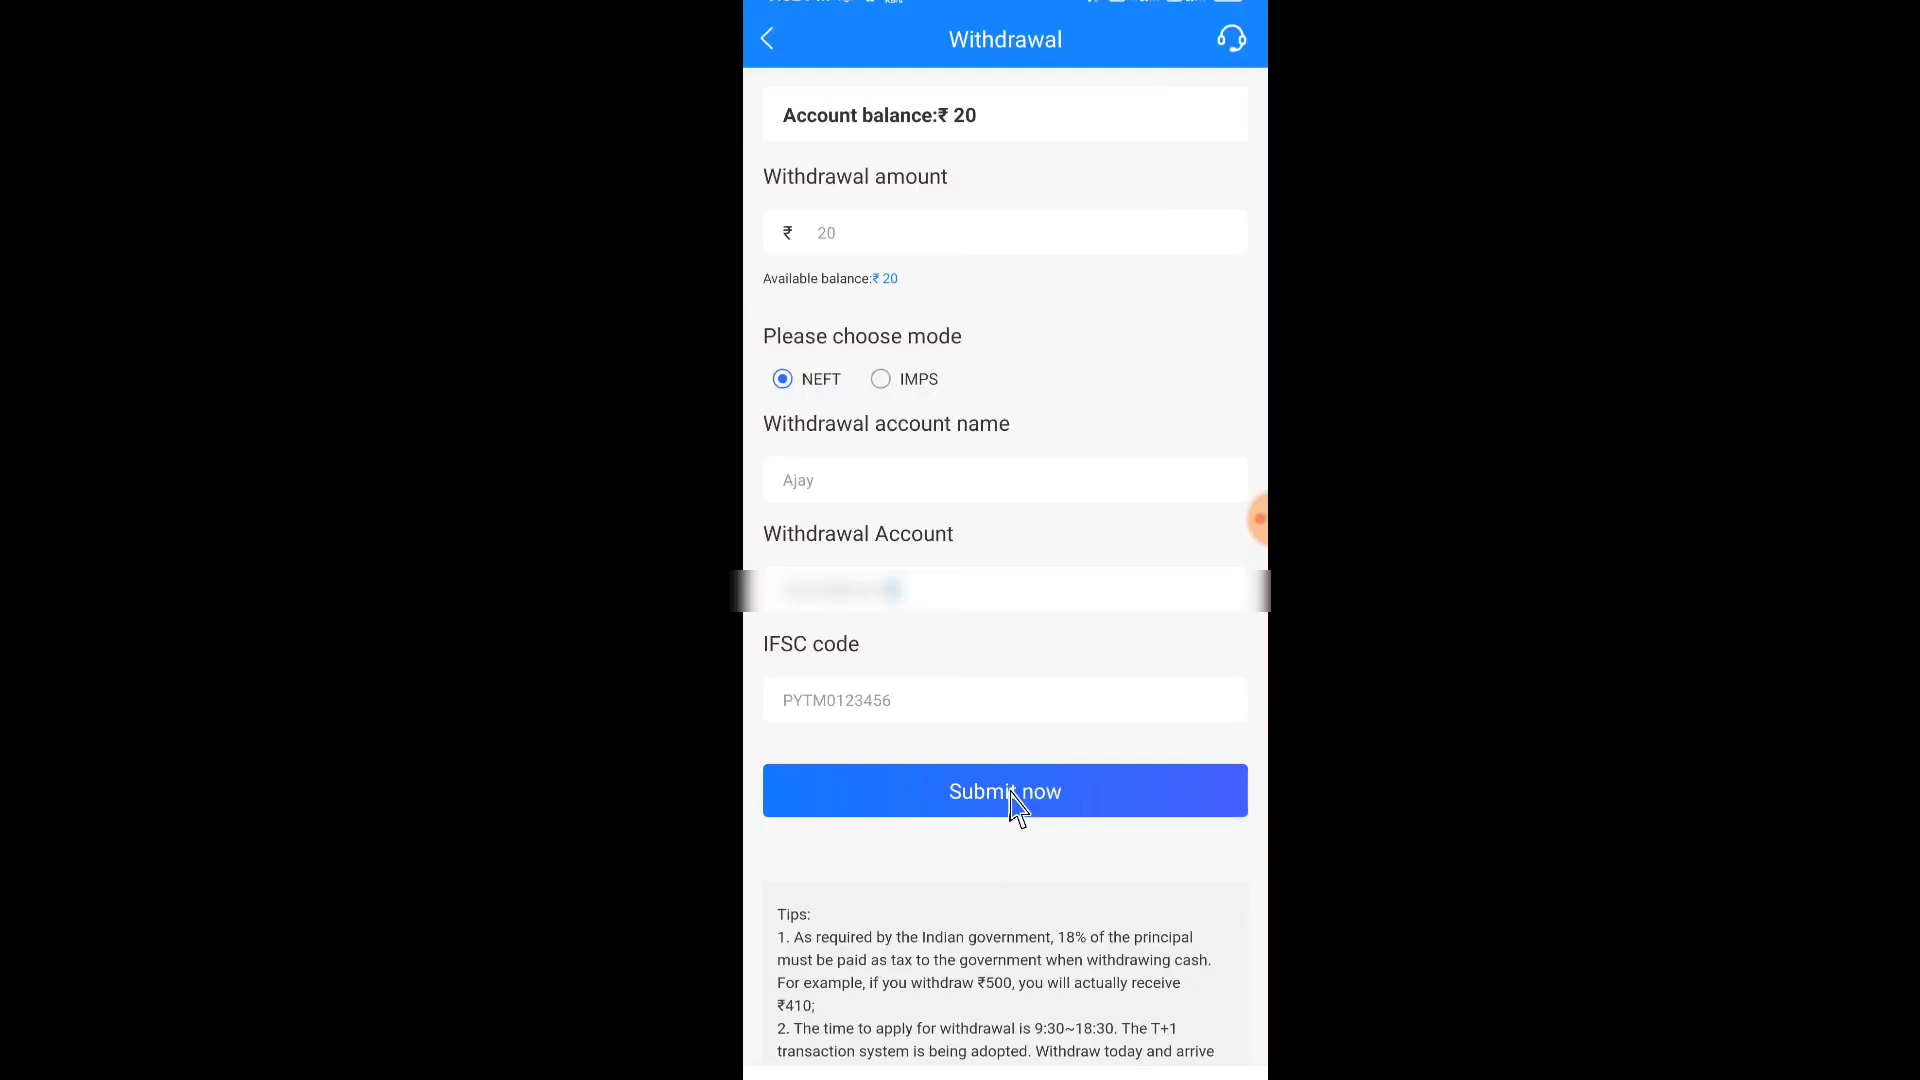 Withdrawal
Account balance:₹ 20
Withdrawal amount
₹ 20
Available balance:₹ 20
Please choose mode
NEFT IMPS
Withdrawal account name
Ajay
Withdrawal Account
IFSC code
PYTM0123456
Submit now
Tips:
1. As required by the Indian government, 18% of the principal
must be paid as tax to the government when withdrawing cash.
For example, if you withdraw ₹500, you will actually receive
₹410;
2. The time to apply for withdrawal is 9:30~18:30. The T+1
transaction system is being adopted. Withdraw today and arrive